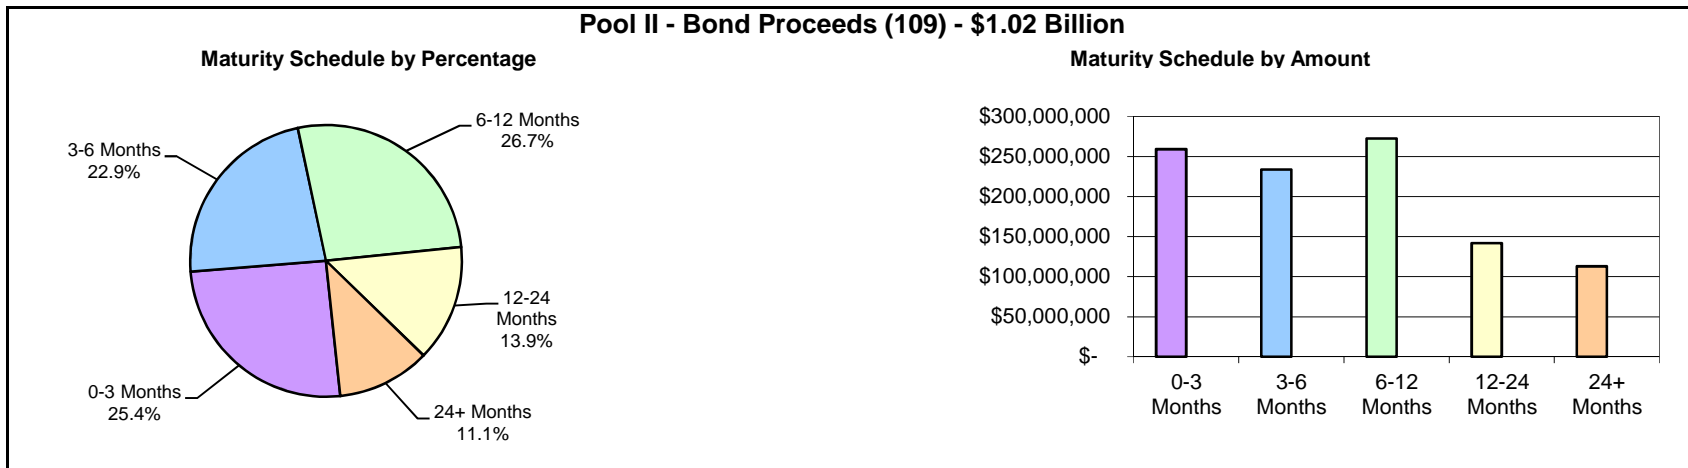 Pool II - Bond Proceeds (109) - $1.02 Billion
Maturity Schedule by Percentage
6-12 Months
26.7%
3-6 Months
22.9%
12-24
Months
13.9%
0-3 Months
25.4%
24+ Months
11.1%
Maturity Schedule by Amount
$300,000,000
$250,000,000
$200,000,000
$150,000,000
$100,000,000
$50,000,000
$-
0-3 3-6 6-12 12-24 24+
Months Months Months Months Months